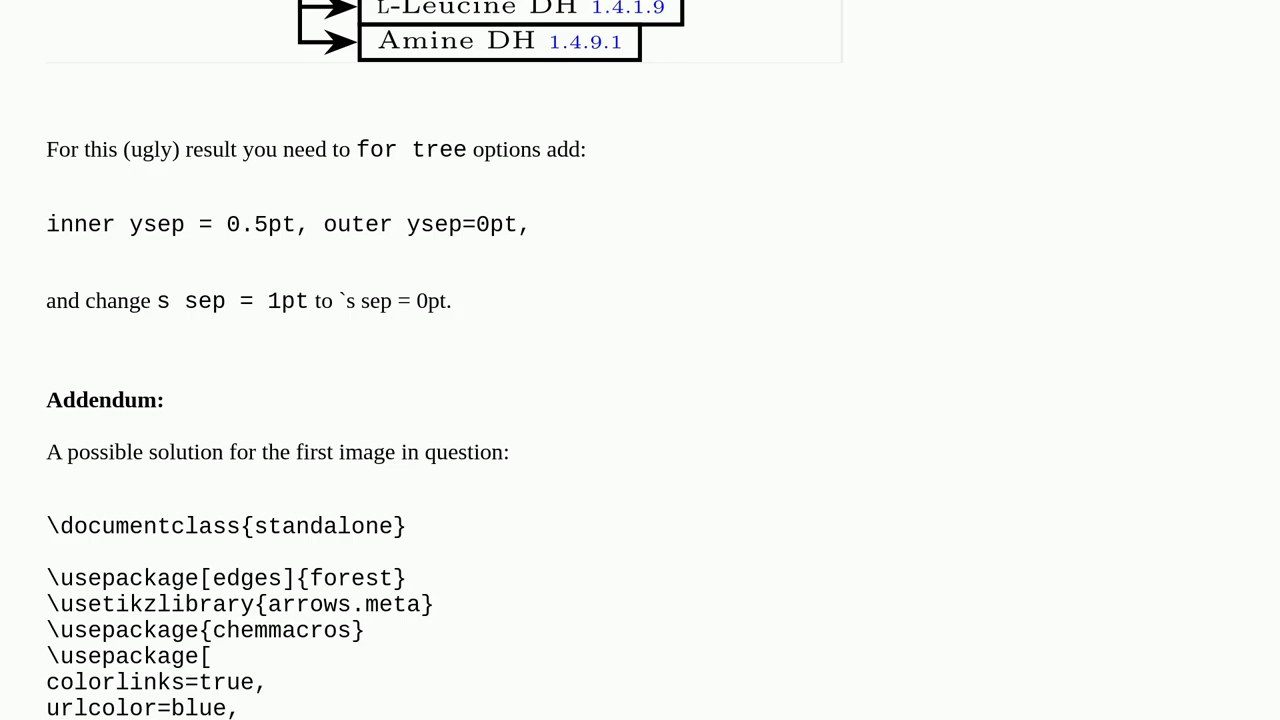 L-Leucine DH 1.4.1.9
Amine DH 1.4.9.1
For this (ugly) result you need to for tree options add:
inner ysep = 0.5pt, outer ysep=0pt,
and change s sep = 1pt to `s sep = 0pt.
Addendum:
A possible solution for the first image in question:
\documentclass{standalone}
\usepackage[edges]{forest}
\usetikzlibrary{arrows.meta}
\usepackage{chemmacros}
\usepackage[
colorlinks=true,
urlcolor=blue,